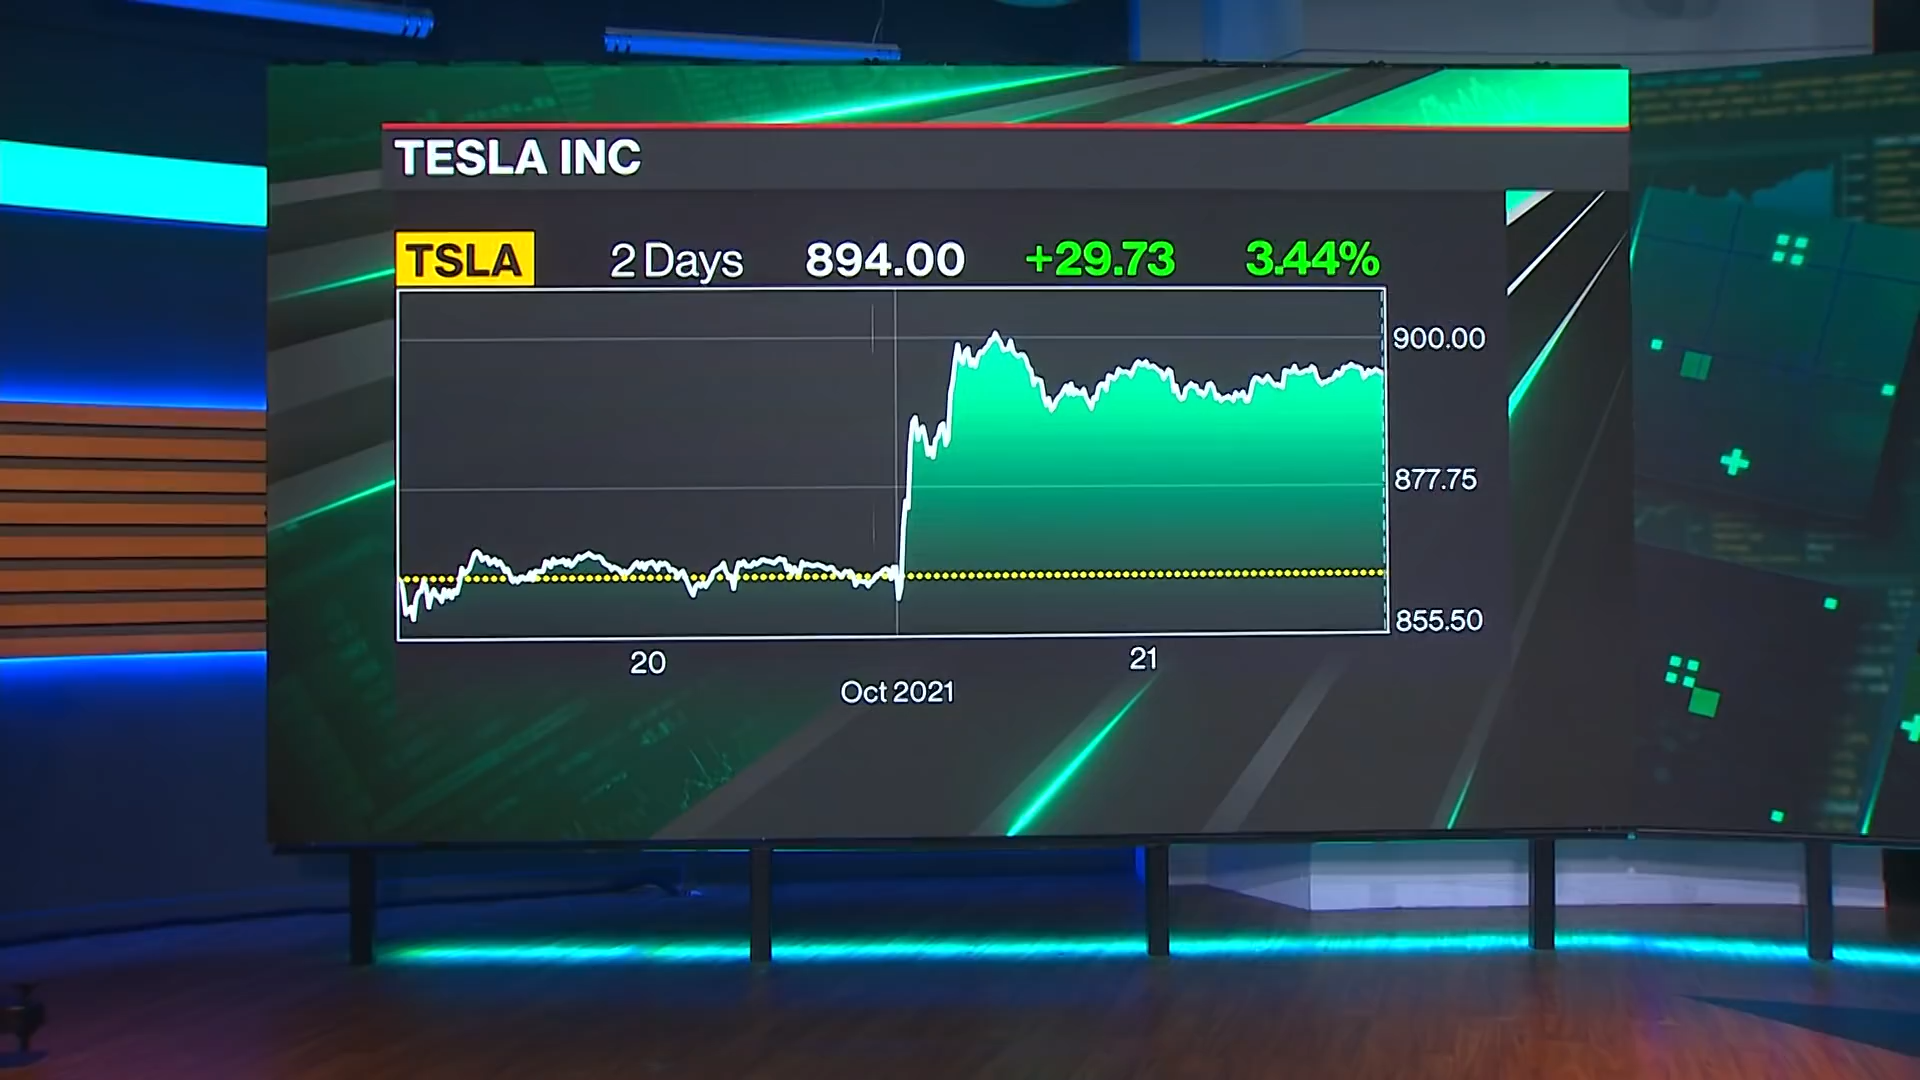 TESLA INC
TSLA 2 Days 894.00 +29.73 3.44%
900.00
877.75
855.50
20 21
Oct 2021